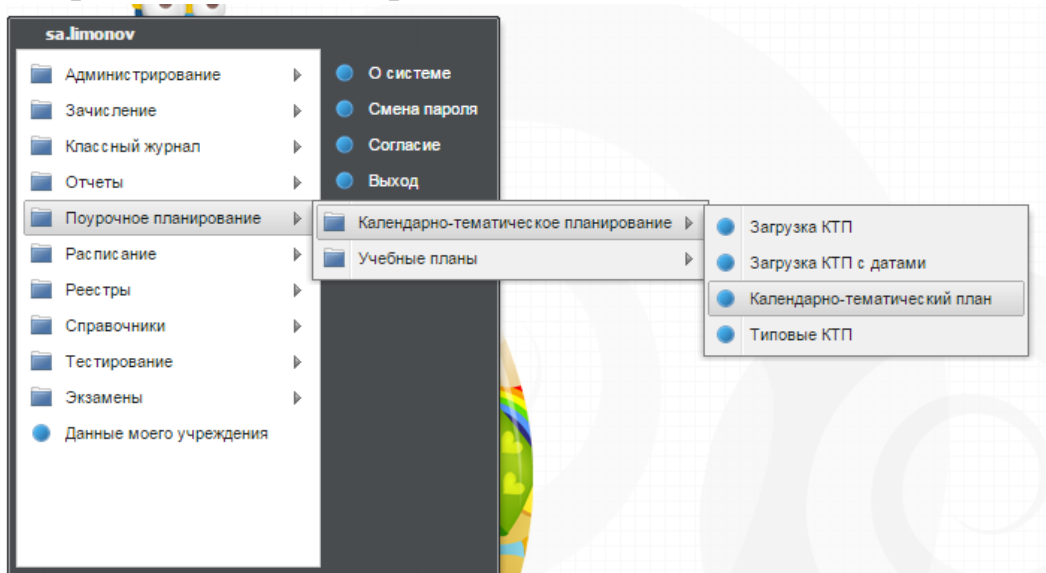 sa.limonov
Администрирование
Зачисление
Классный журнал
Отчеты
Поурочное планирование
Расписание
Реестры
Справочники
Тестирование
Экзамены
Данные моего учреждения
О системе
Смена пароля
Согласие
Выход
Календарно-тематическое планирование
Учебные планы
Загрузка КТП
Загрузка КТП с датами
Календарно-тематический план
Типовые КТП